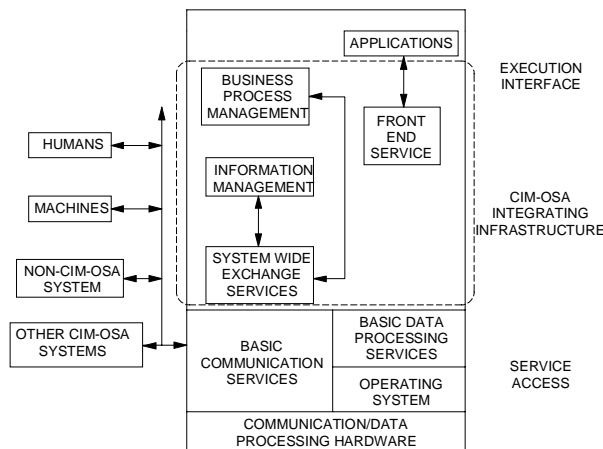 APPLICATIONS
EXECUTION
INTERFACE
BUSINESS
PROCESS
MANAGEMENT
FRONT
END
SERVICE
HUMANS
INFORMATION
MANAGEMENT
MACHINES
CIM-OSA
INTEGRATING
INFRASTRUCTURE
NON-CIM-OSA
SYSTEM
SYSTEM WIDE
EXCHANGE
SERVICES
OTHER CIM-OSA
SYSTEMS
BASIC
COMMUNICATION
SERVICES
BASIC DATA
PROCESSING
SERVICES
OPERATING
SYSTEM
SERVICE
ACCESS
COMMUNICATION/DATA
PROCESSING HARDWARE